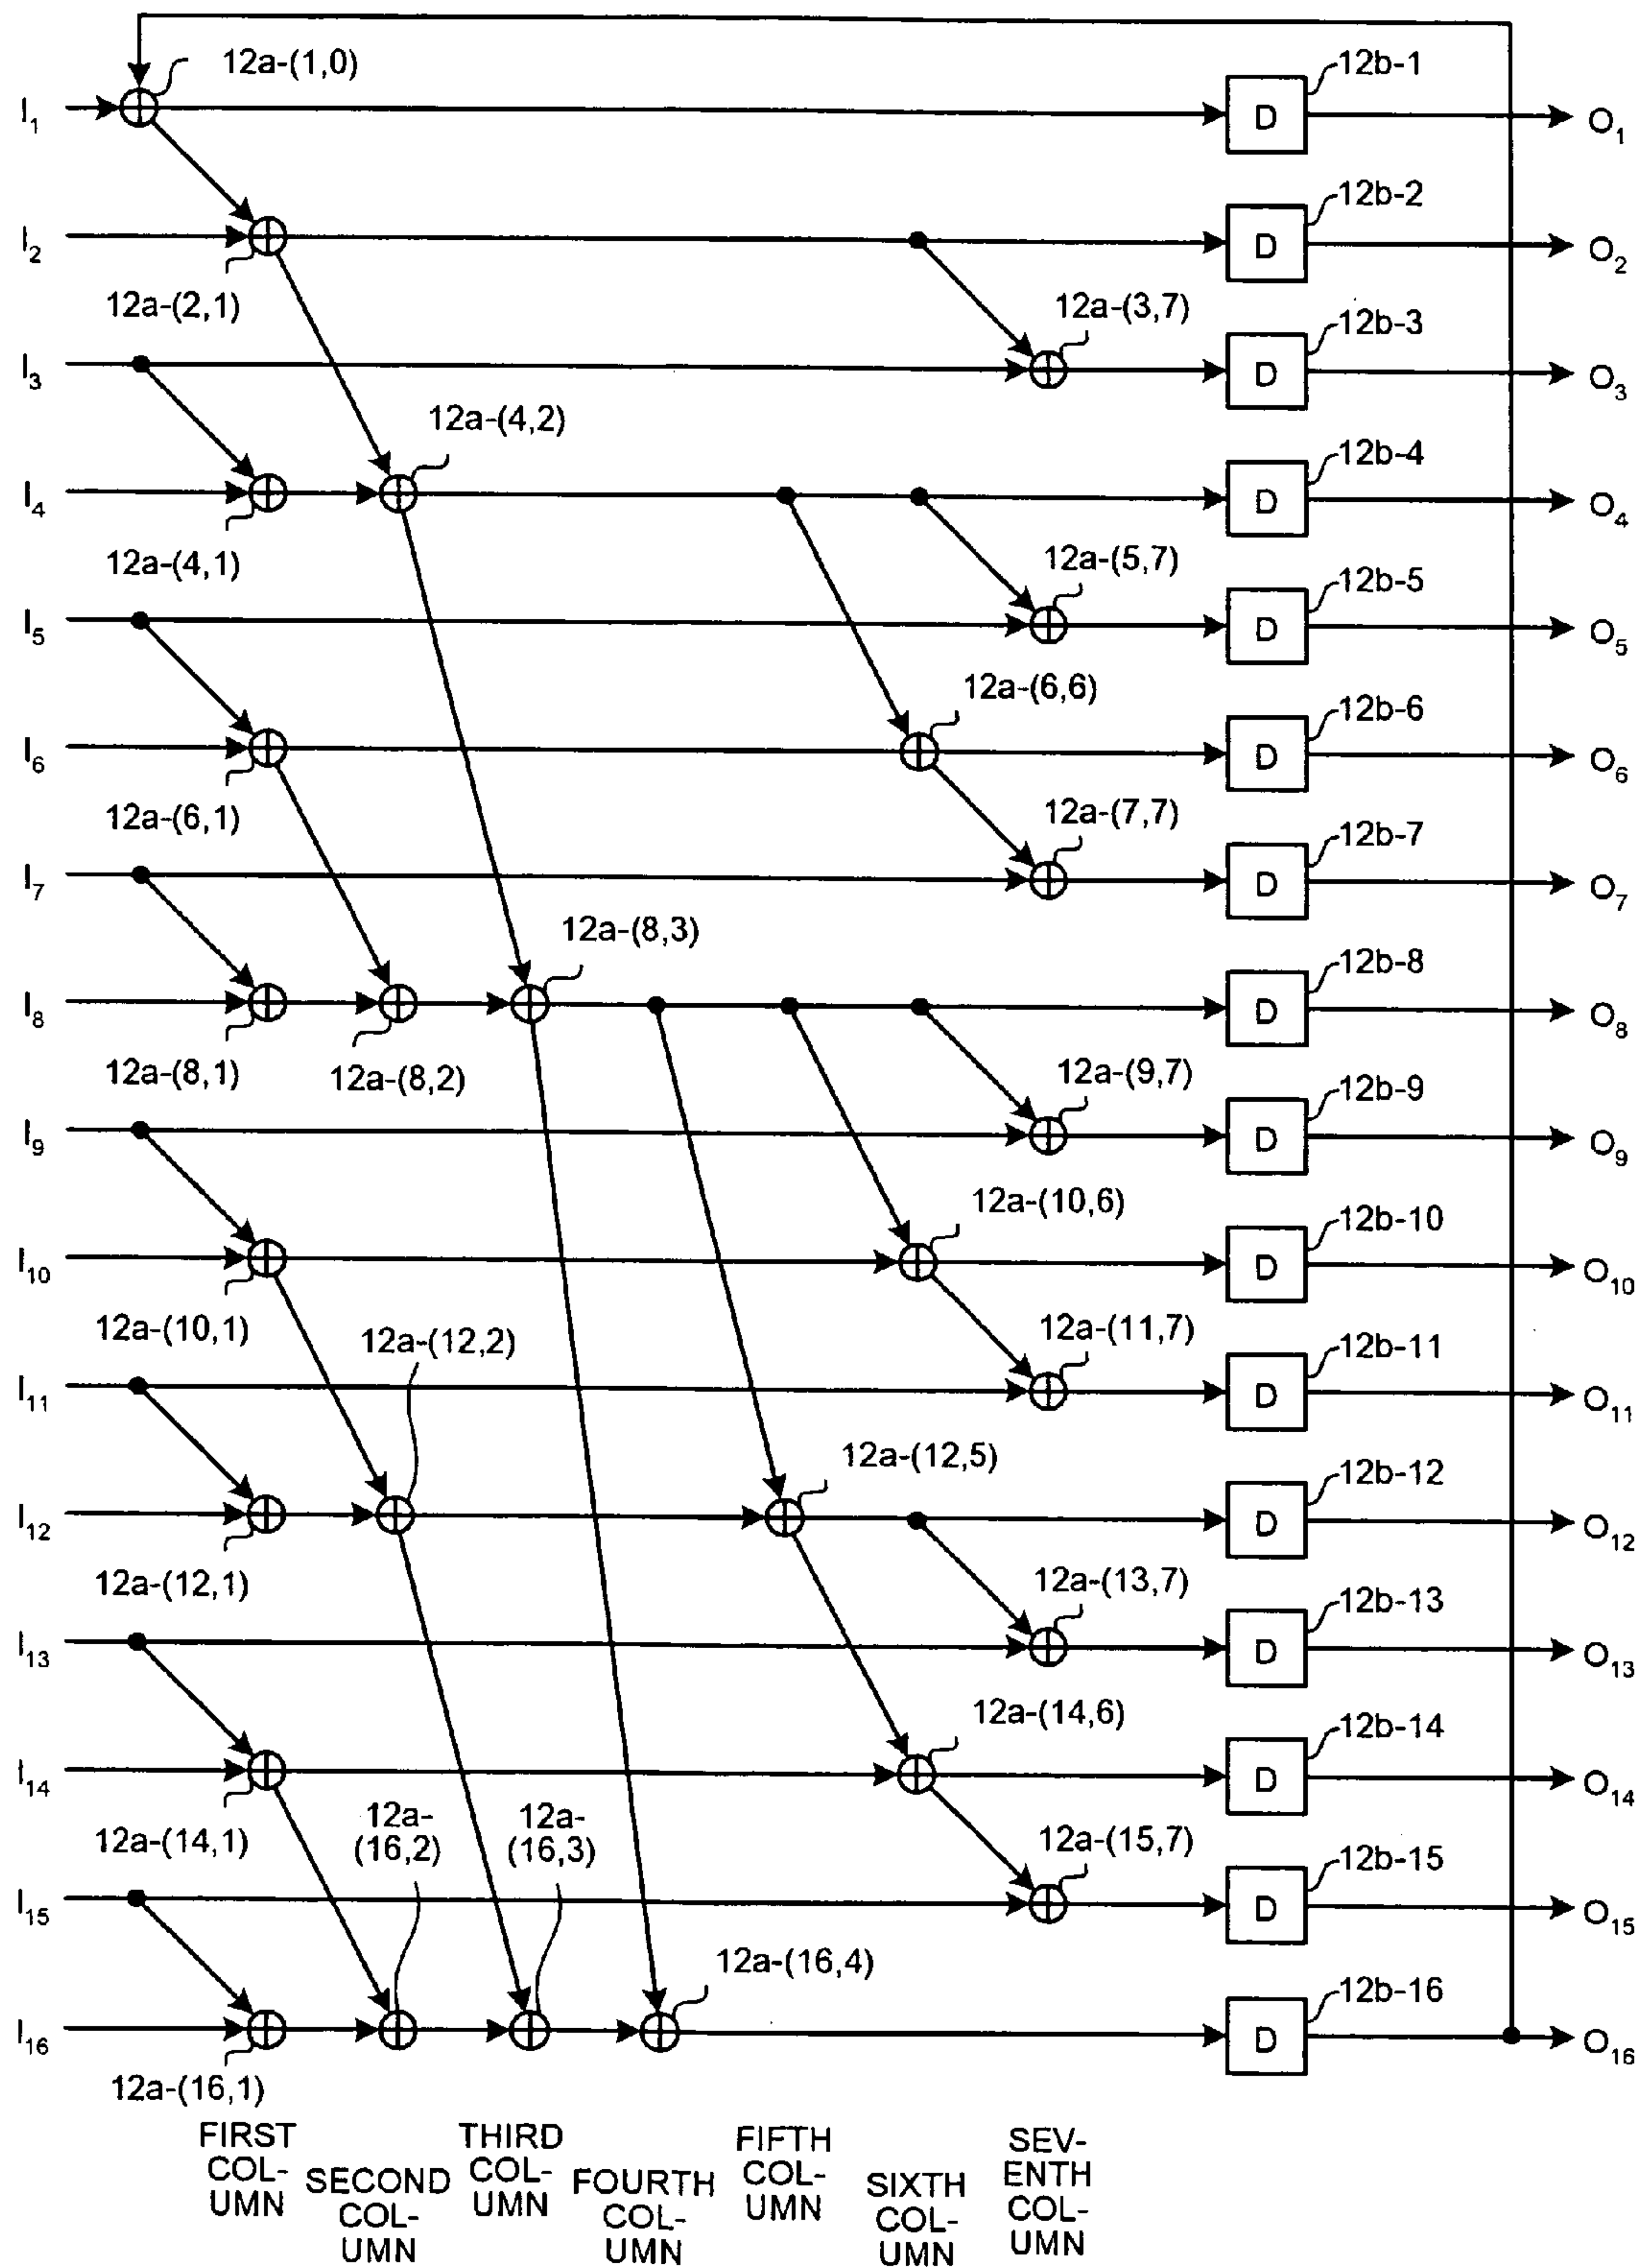 12a-(1,0)
12b-1
I1
D
O1
12b-2
I2
D
O2
12a-(2,1)
12a-(3,7)
12b-3
I3
D
O3
12a-(4,2)
12b-4
I4
D
O4
12a-(4,1)
12a-(5,7)
12b-5
I5
D
O5
12a-(6,6)
12b-6
I6
D
O6
12a-(6,1)
12a-(7,7)
12b-7
I7
D
O7
12a-(8,3)
12b-8
I8
D
O8
12a-(8,1)
12a-(8,2)
12a-(9,7)
12b-9
I9
D
O9
12a-(10,6)
12b-10
I10
D
O10
12a-(10,1)
12a-(12,2)
12a-(11,7)
12b-11
I11
D
O11
12a-(12,5)
12b-12
I12
D
O12
12a-(12,1)
12a-(13,7)
12b-13
I13
D
O13
12a-(14,6)
12b-14
I14
D
O14
12a-(14,1)
12a-
(16,2)
12a-
(16,3)
12a-(15,7)
12b-15
I15
D
O15
12a-(16,4)
12b-16
I16
D
O16
12a-(16,1)
FIRST
COL-
UMN
SECOND
COL-
UMN
THIRD
COL-
UMN
FOURTH
COL-
UMN
FIFTH
COL-
UMN
SIXTH
COL-
UMN
SEV-
ENTH
COL-
UMN